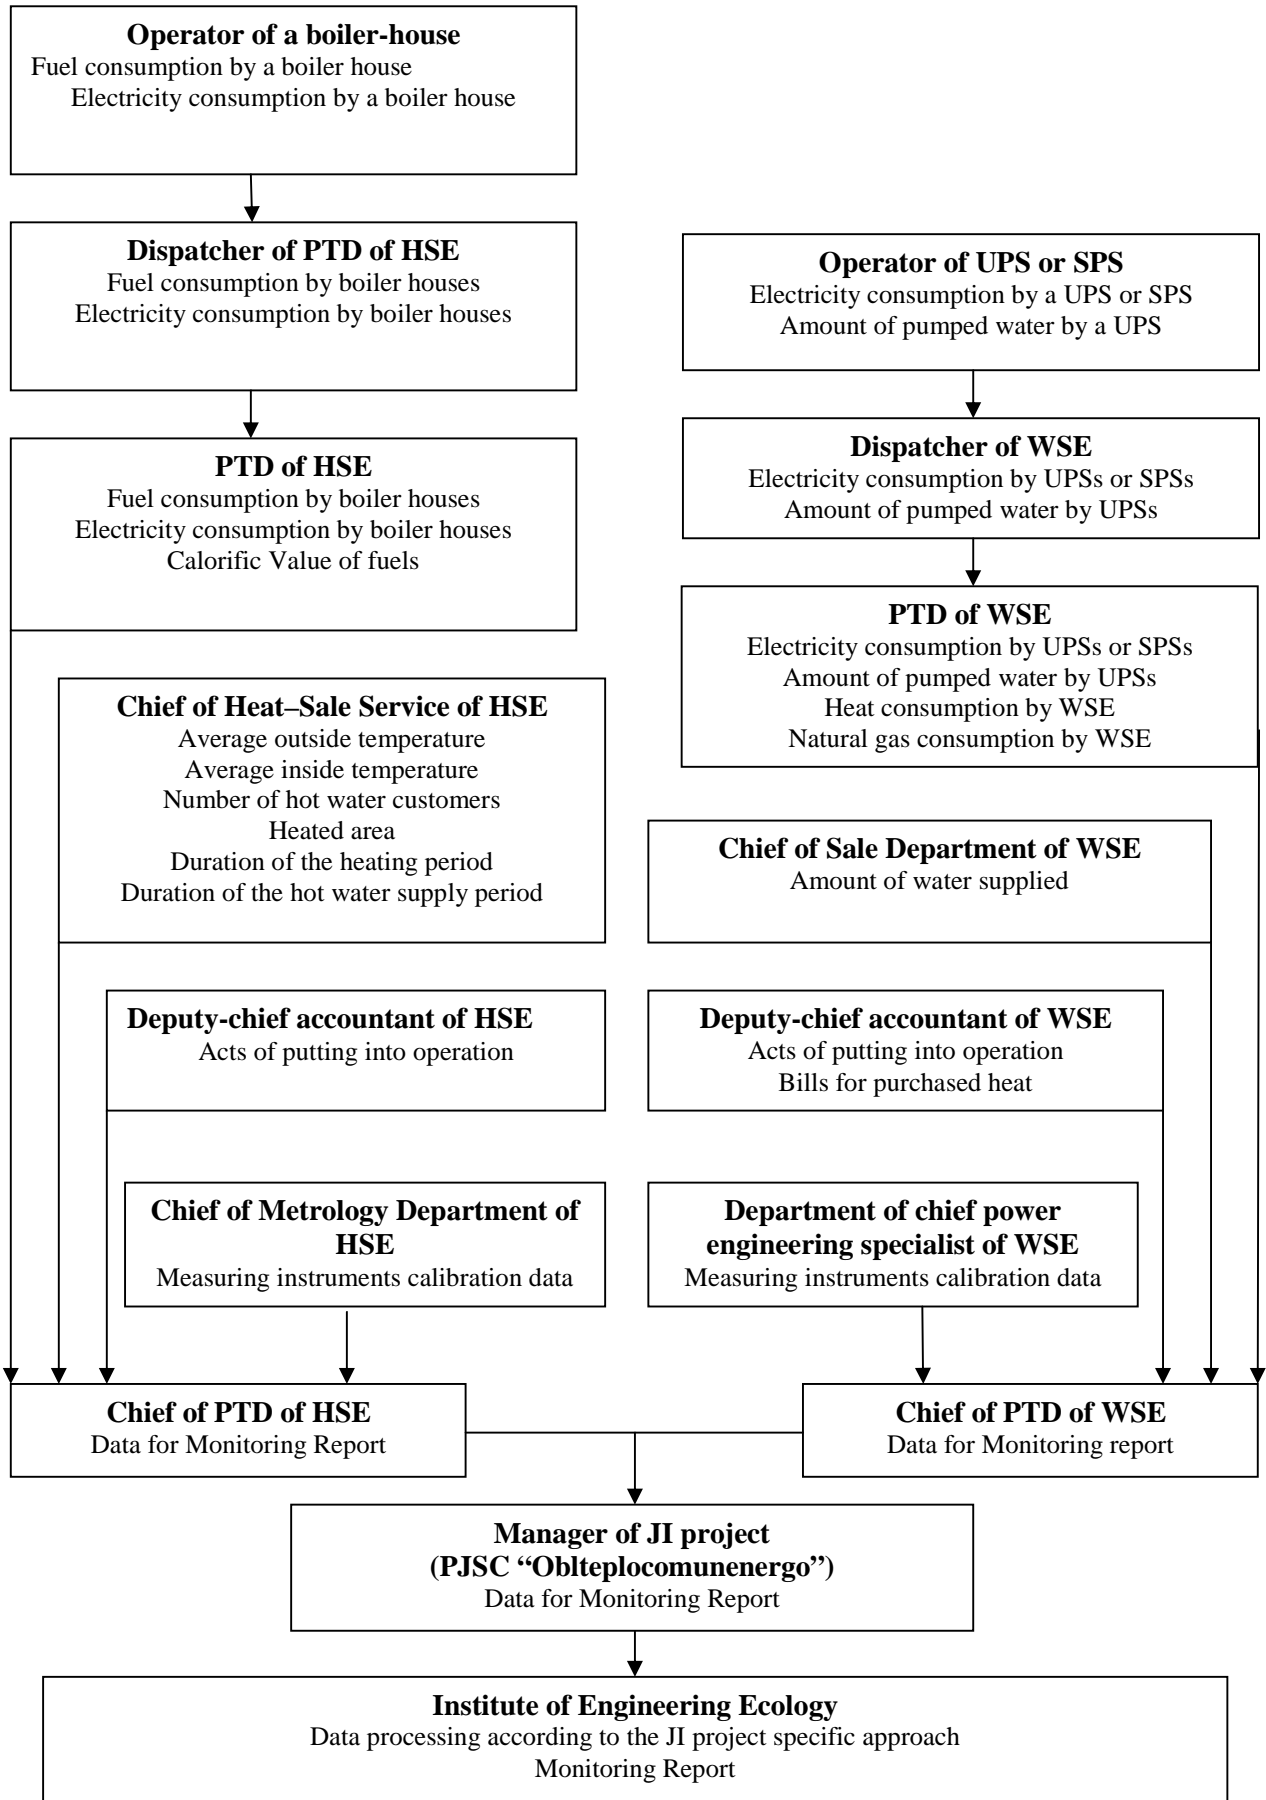 Operator of a boiler-house
Fuel consumption by a boiler house
Electricity consumption by a boiler house
Dispatcher of PTD of HSE
Fuel consumption by boiler houses
Electricity consumption by boiler houses
Operator of UPS or SPS
Electricity consumption by a UPS or SPS
Amount of pumped water by a UPS
PTD of HSE
Fuel consumption by boiler houses
Electricity consumption by boiler houses
Calorific Value of fuels
Dispatcher of WSE
Electricity consumption by UPSs or SPSs
Amount of pumped water by UPSs
PTD of WSE
Electricity consumption by UPSs or SPSs
Amount of pumped water by UPSs
Heat consumption by WSE
Natural gas consumption by WSE
Chief of Heat–Sale Service of HSE
Average outside temperature
Average inside temperature
Number of hot water customers
Heated area
Duration of the heating period
Duration of the hot water supply period
Chief of Sale Department of WSE
Amount of water supplied
Deputy-chief accountant of HSE
Acts of putting into operation
Deputy-chief accountant of WSE
Acts of putting into operation
Bills for purchased heat
Chief of Metrology Department of
HSE
Measuring instruments calibration data
Department of chief power
engineering specialist of WSE
Measuring instruments calibration data
Chief of PTD of HSE
Data for Monitoring Report
Chief of PTD of WSE
Data for Monitoring report
Manager of JI project
(PJSC “Oblteplocomunenergo”)
Data for Monitoring Report
Institute of Engineering Ecology
Data processing according to the JI project specific approach
Monitoring Report